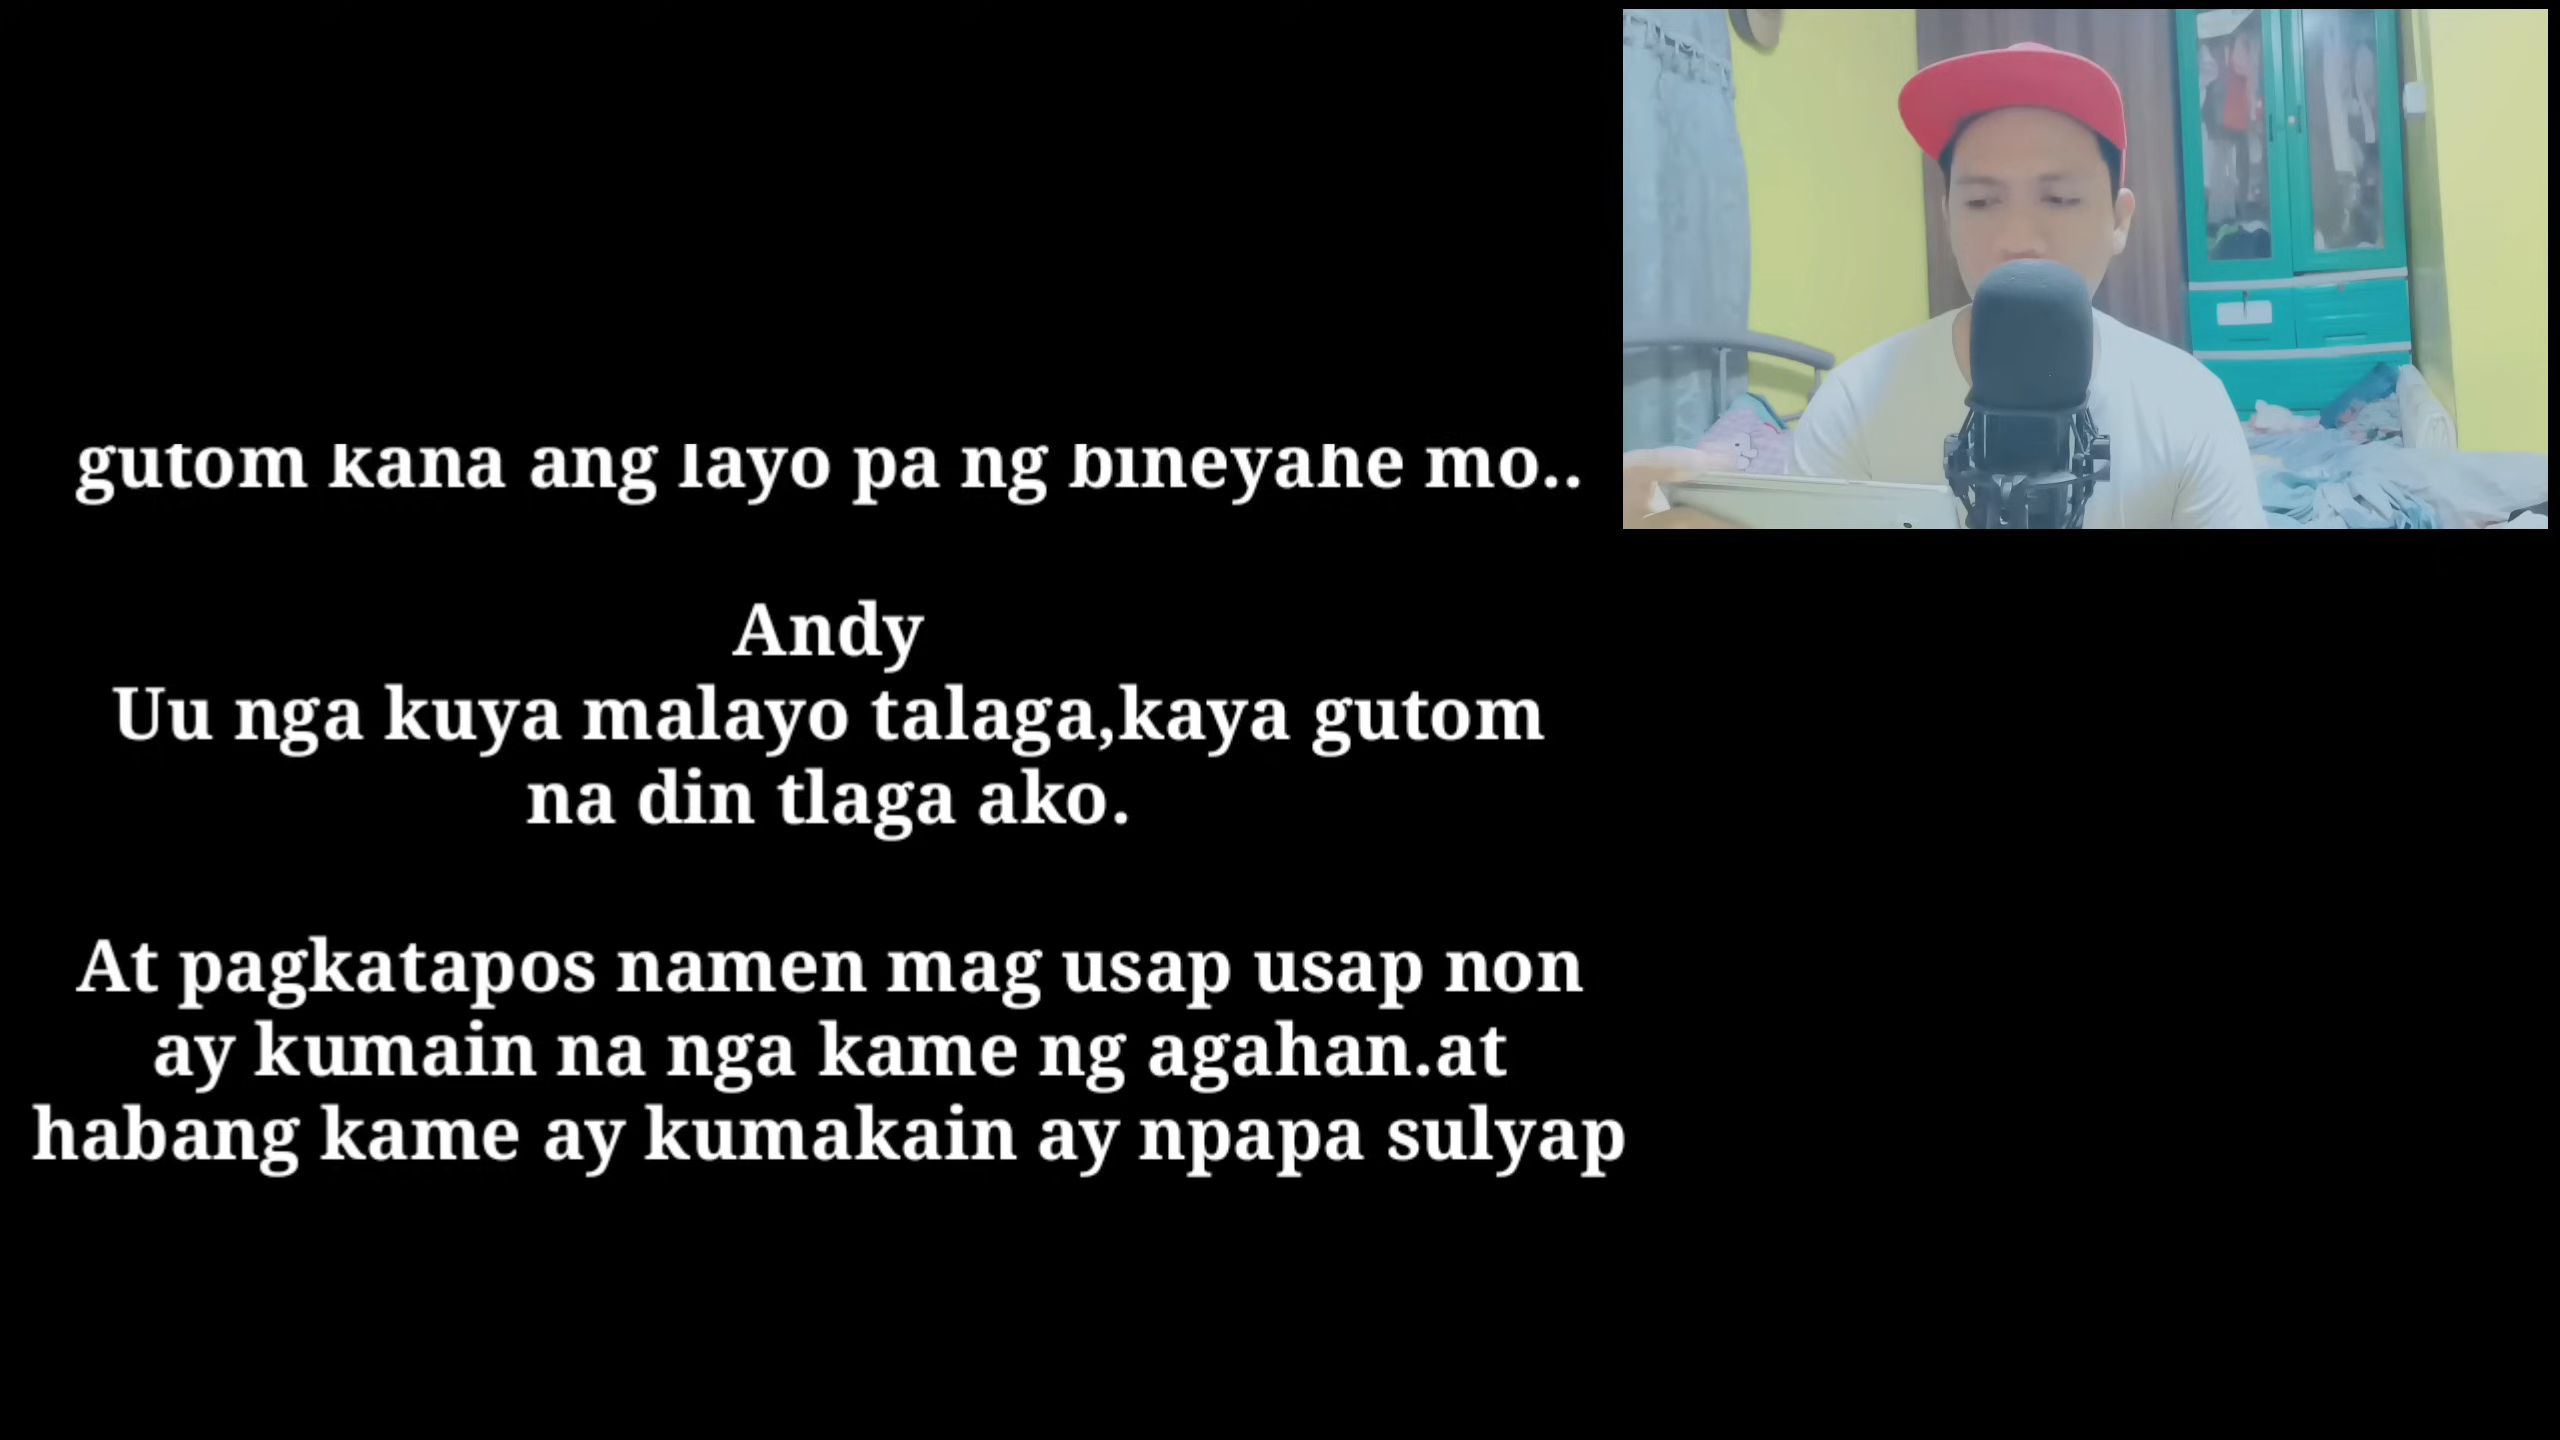 gutom kana ang layo pa ng bineyahe mo..
Andy
Uu nga kuya malayo talaga,kaya gutom
na din tlaga ako.
At pagkatapos namen mag usap usap non
ay kumain na nga kame ng agahan.at
habang kame ay kumakain ay npapa sulyap